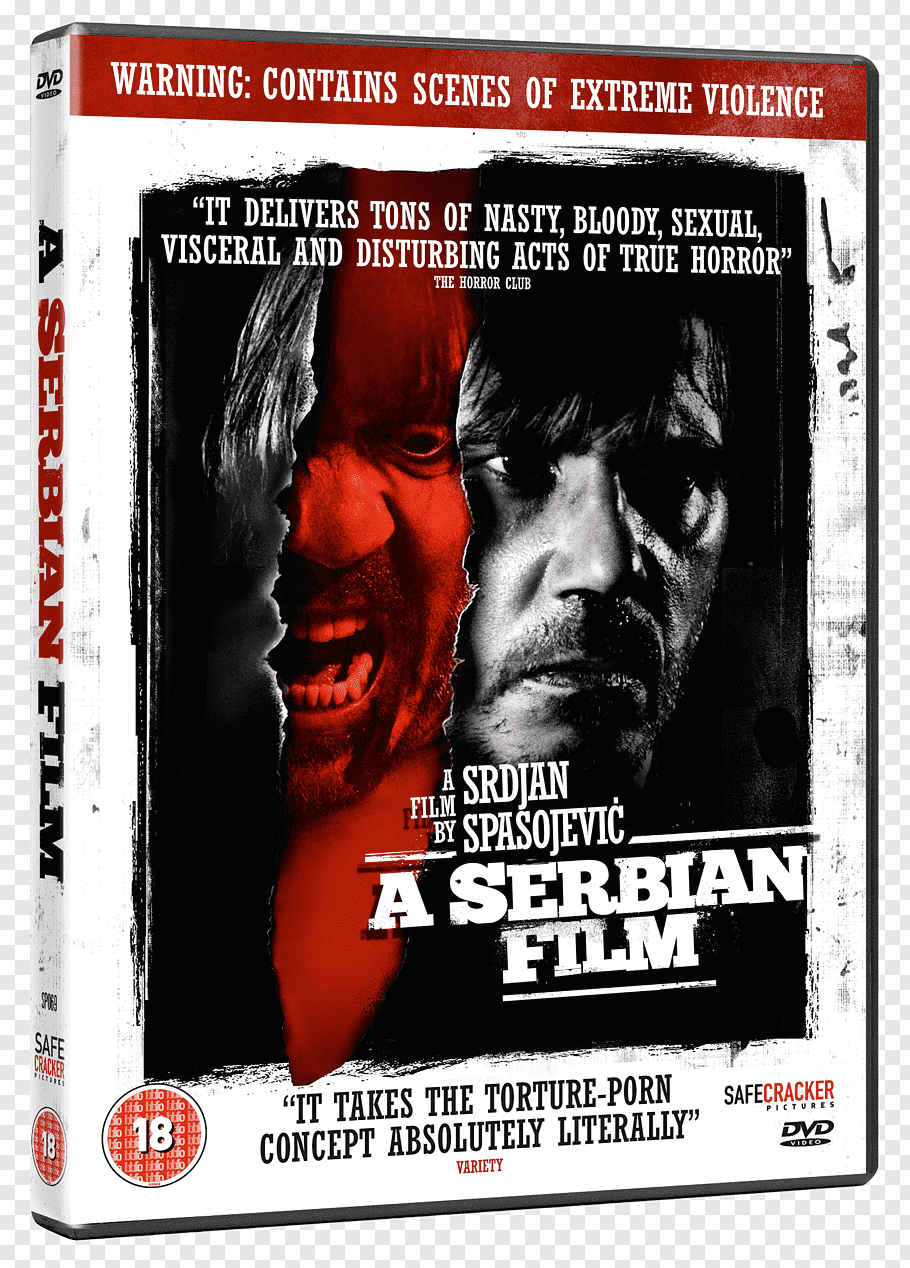 WARNING: CONTAINS SCENES OF EXTREME VIOLENCE
"IT DELIVERS TONS OF NASTY, BLOODY, SEXUAL,
VISCERAL AND DISTURBING ACTS OF TRUE HORROR"
THE HORROR CLUB
A
FILM
BY
SRDJAN
SPASOJEVIĆ
A SERBIAN
FILM
"IT TAKES THE TORTURE-PORN
CONCEPT ABSOLUTELY LITERALLY"
VARIETY
18
SAFECRACKER
PICTURES
DVD
VIDEO
DVD
VIDEO
A SERBIAN FILM
SP069
SAFE
CRACKER
PICTURES
18